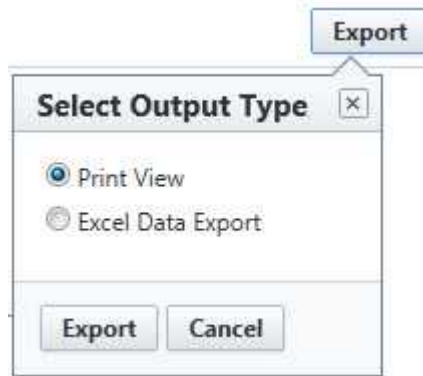 Export
Select Output Type
Print View
Excel Data Export
Export Cancel